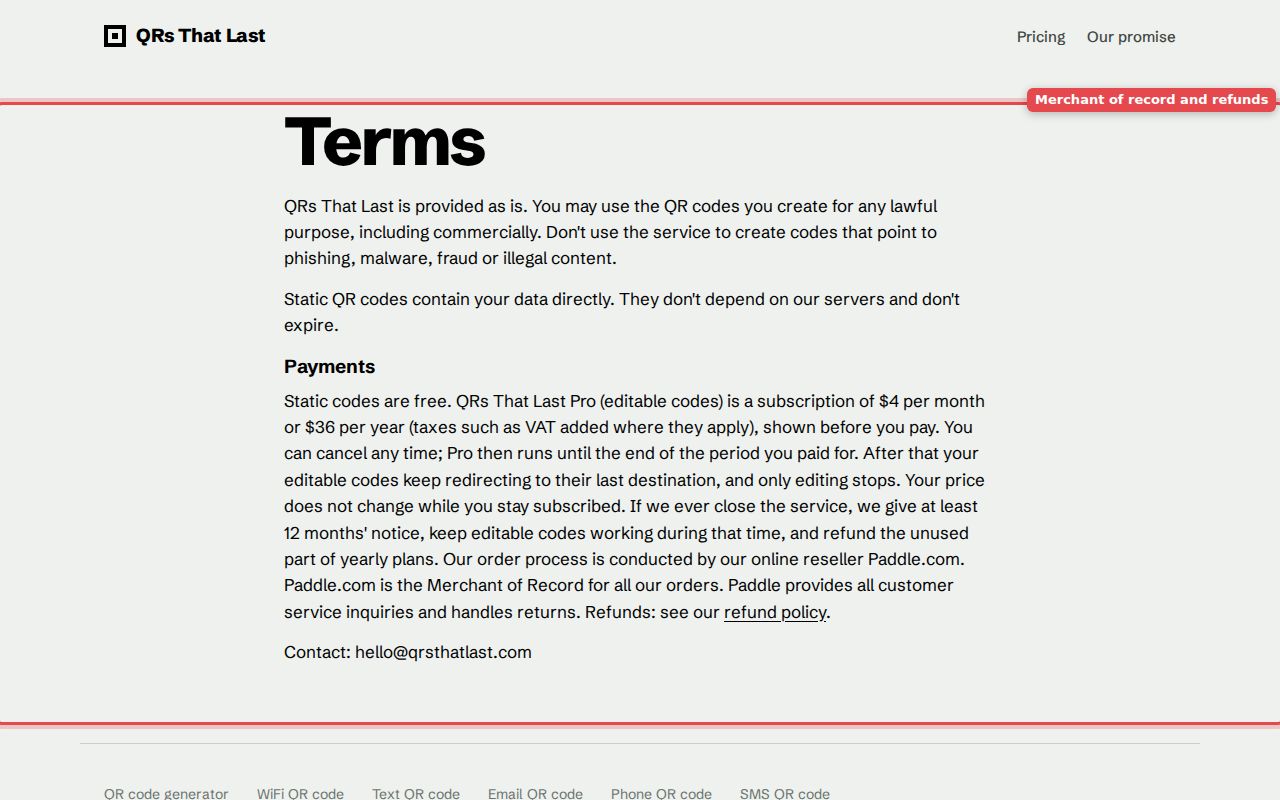 QRs That Last
Pricing
Our promise
Merchant of record and refunds
Terms
QRs That Last is provided as is. You may use the QR codes you create for any lawful
purpose, including commercially. Don't use the service to create codes that point to
phishing, malware, fraud or illegal content.
Static QR codes contain your data directly. They don't depend on our servers and don't
expire.
Payments
Static codes are free. QRs That Last Pro (editable codes) is a subscription of $4 per month
or $36 per year (taxes such as VAT added where they apply), shown before you pay. You
can cancel any time; Pro then runs until the end of the period you paid for. After that your
editable codes keep redirecting to their last destination, and only editing stops. Your price
does not change while you stay subscribed. If we ever close the service, we give at least
12 months' notice, keep editable codes working during that time, and refund the unused
part of yearly plans. Our order process is conducted by our online reseller Paddle.com.
Paddle.com is the Merchant of Record for all our orders. Paddle provides all customer
service inquiries and handles returns. Refunds: see our refund policy.
Contact: hello@qrsthatlast.com
QR code generator
WiFi QR code
Text QR code
Email QR code
Phone QR code
SMS QR code